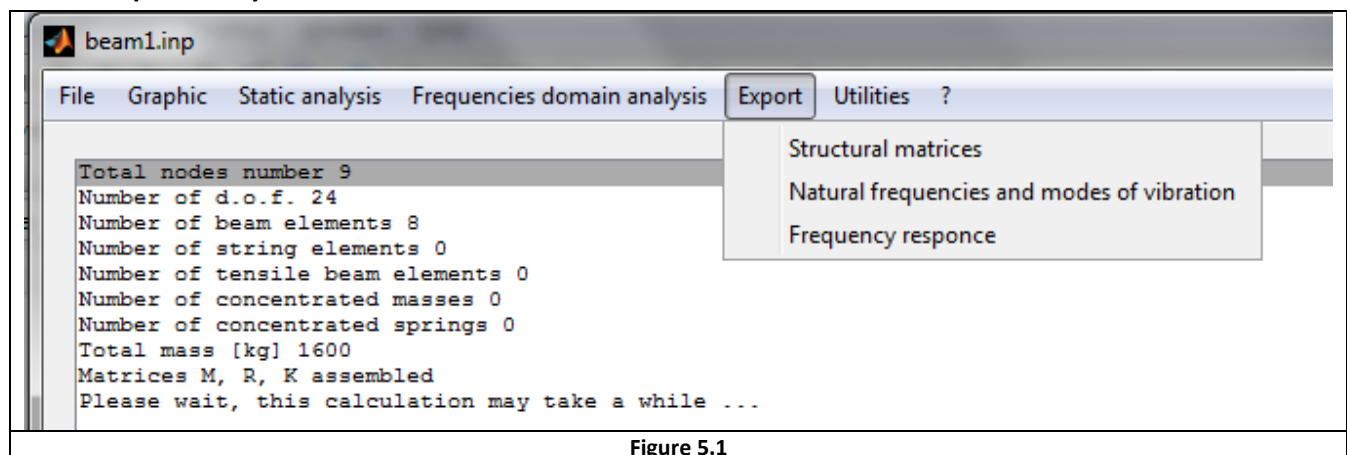 beam1.inp
File Graphic Static analysis Frequencies domain analysis Export Utilities ?
Structural matrices
Natural frequencies and modes of vibration
Frequency responce
Total nodes number 9
Number of d.o.f. 24
Number of beam elements 8
Number of string elements 0
Number of tensile beam elements 0
Number of concentrated masses 0
Number of concentrated springs 0
Total mass [kg] 1600
Matrices M, R, K assembled
Please wait, this calculation may take a while ...
Figure 5.1